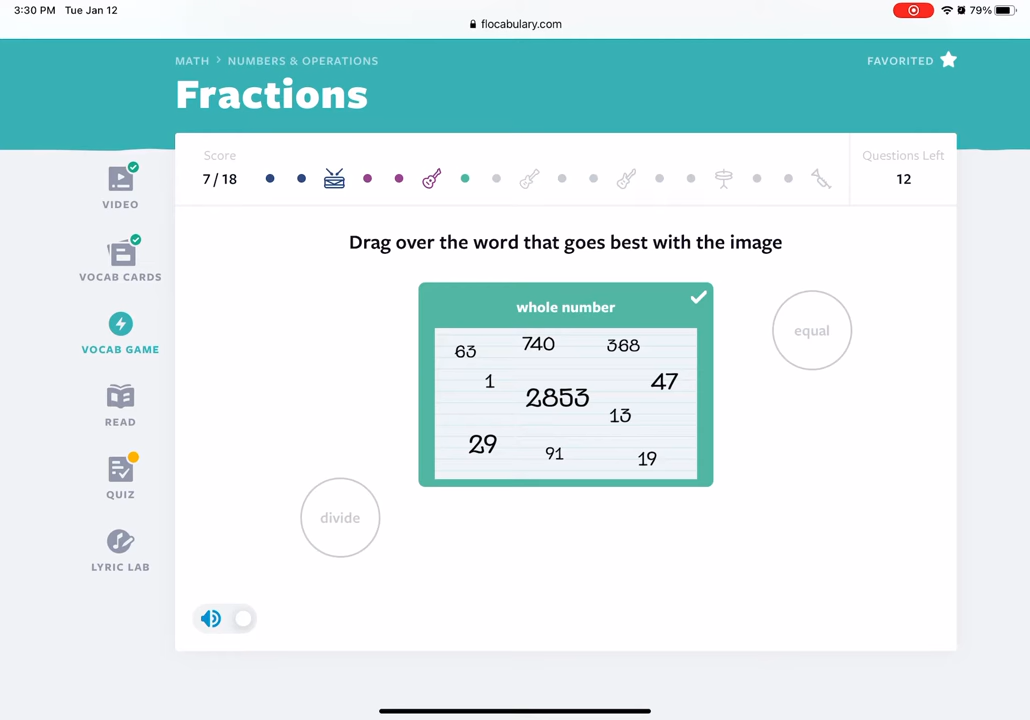 3:30 PM Tue Jan 12
79%
flocabulary.com
MATH > NUMBERS & OPERATIONS
FAVORITED
Fractions
Score
7 / 18
Questions Left
12
VIDEO
VOCAB CARDS
VOCAB GAME
READ
QUIZ
LYRIC LAB
Drag over the word that goes best with the image
whole number
63 740 368
1 2853 47
13
29 91 19
equal
divide